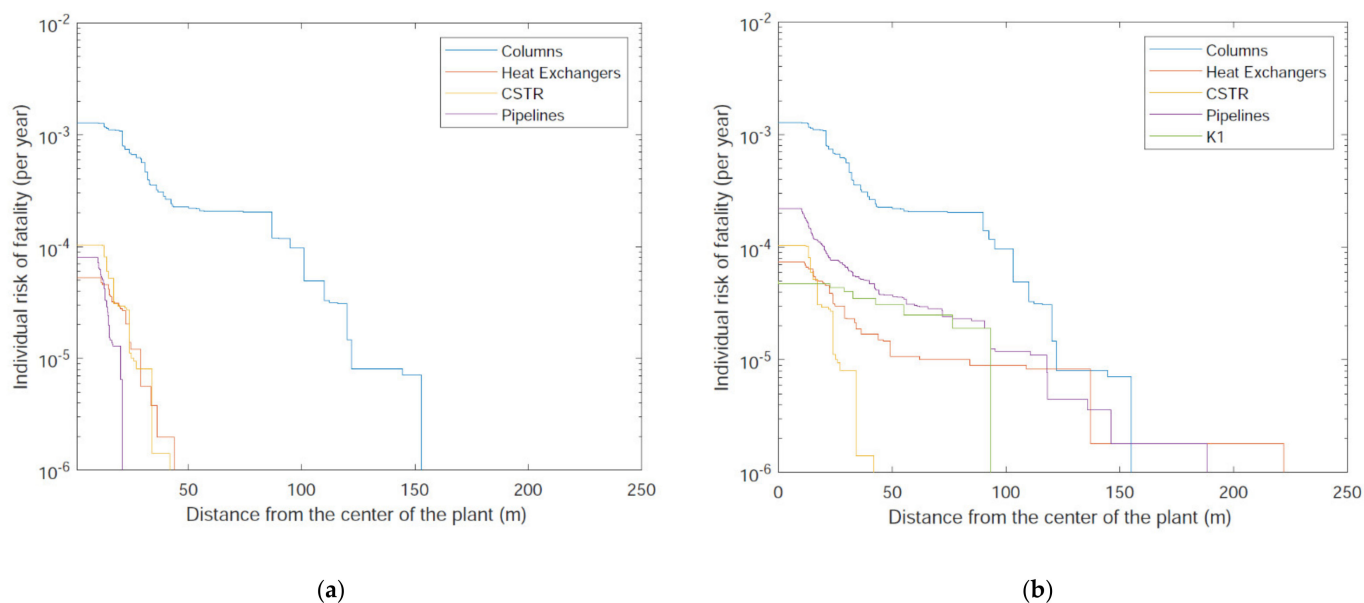 10⁻²
10⁻³
10⁻⁴
10⁻⁵
10⁻⁶
Individual risk of fatality (per year)
Columns
Heat Exchangers
CSTR
Pipelines
50
100
150
200
250
Distance from the center of the plant (m)
(a)
10⁻²
10⁻³
10⁻⁴
10⁻⁵
10⁻⁶
Individual risk of fatality (per year)
Columns
Heat Exchangers
CSTR
Pipelines
K1
0
50
100
150
200
250
Distance from the center of the plant (m)
(b)